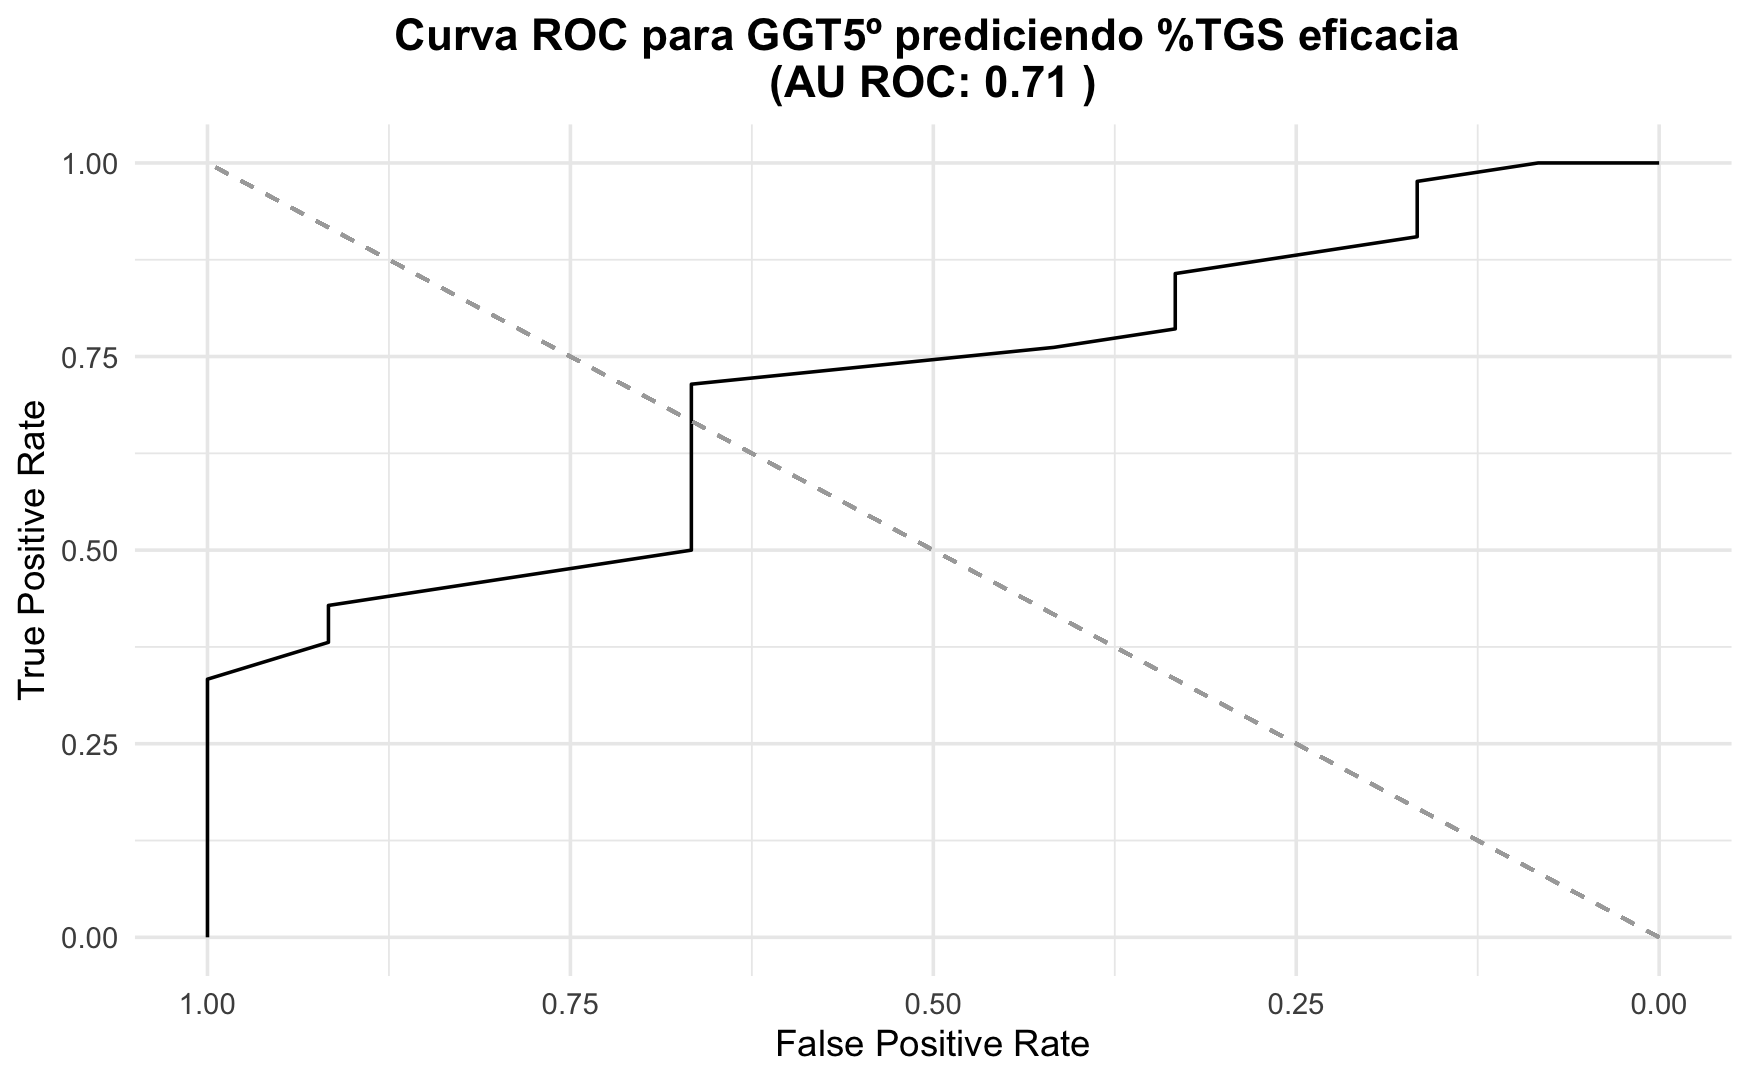 Curva ROC para GGT5º prediciendo %TGS eficacia
(AU ROC: 0.71 )
True Positive Rate
1.00
0.75
0.50
0.25
0.00
1.00 0.75 0.50 0.25 0.00
False Positive Rate